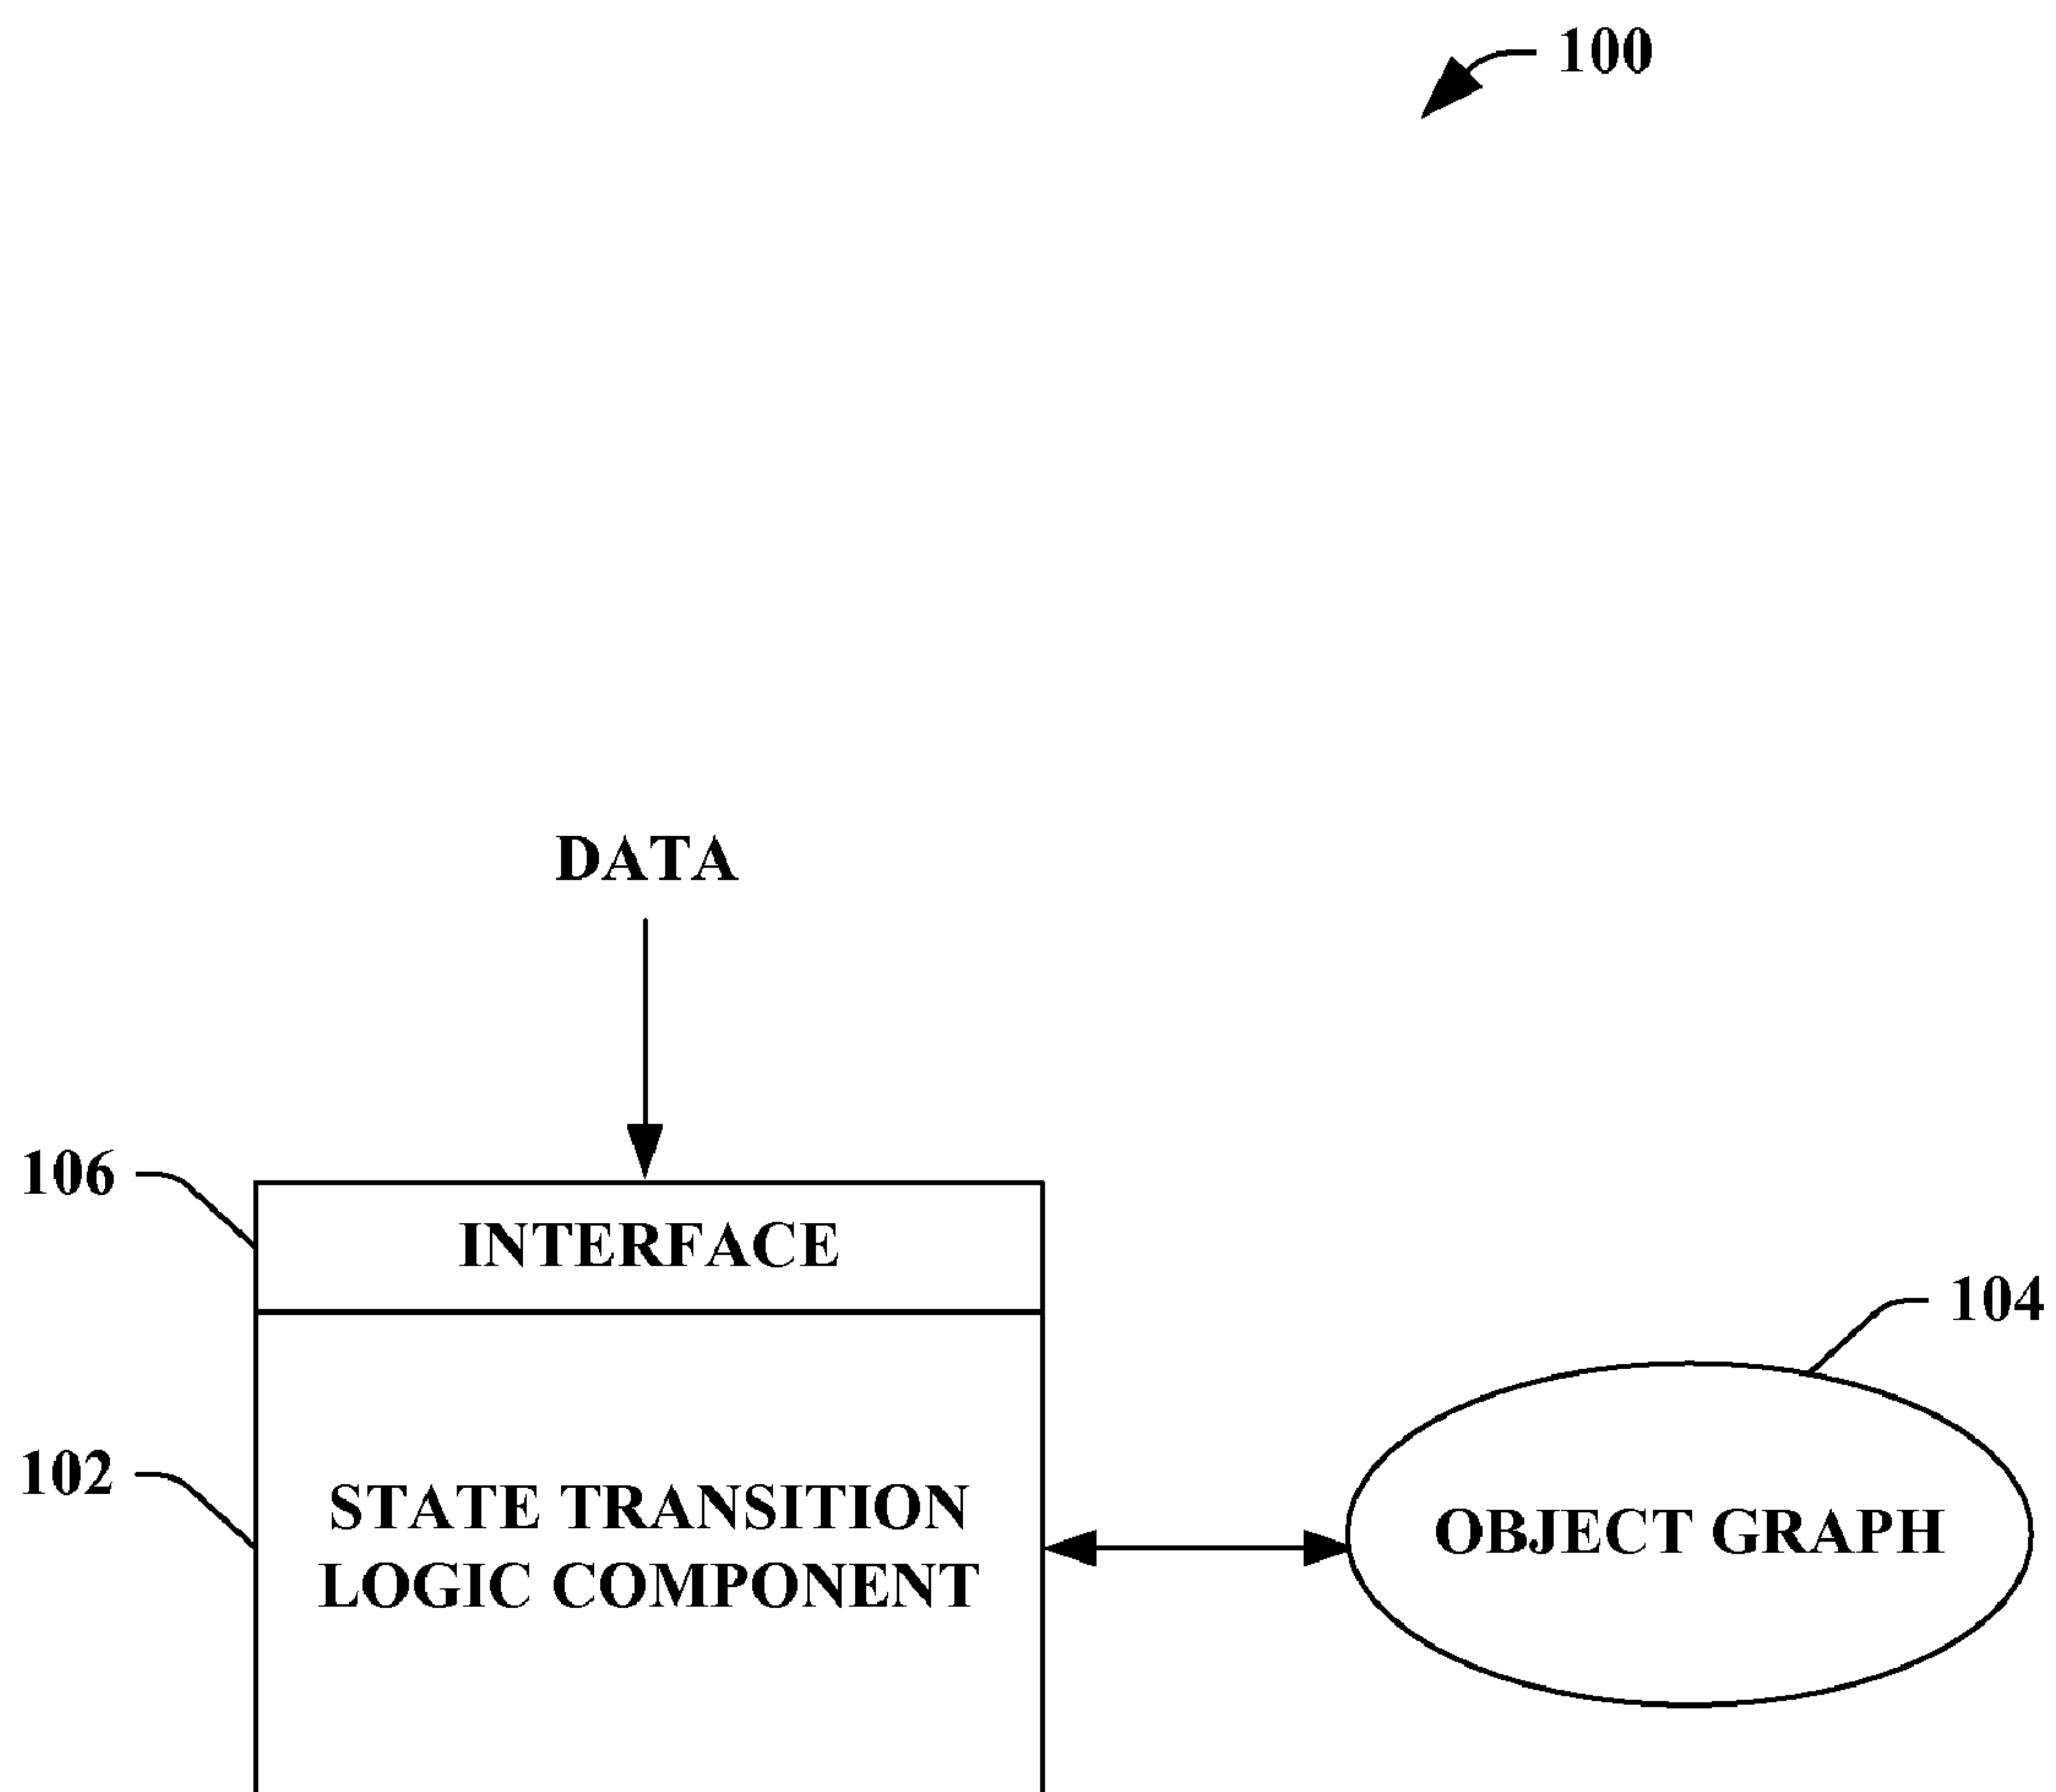 100
DATA
106
INTERFACE
104
102
STATE TRANSITION
LOGIC COMPONENT
OBJECT GRAPH